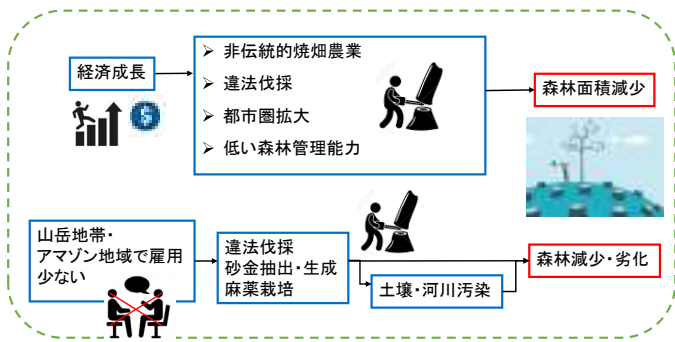 経済成長
➢ 非伝統的焼畑農業
➢ 違法伐採
➢ 都市圏拡大
➢ 低い森林管理能力
森林面積減少
山岳地帯・
アマゾン地域で雇用
少ない
違法伐採
砂金抽出・生成
麻薬栽培
土壌・河川汚染
森林減少・劣化